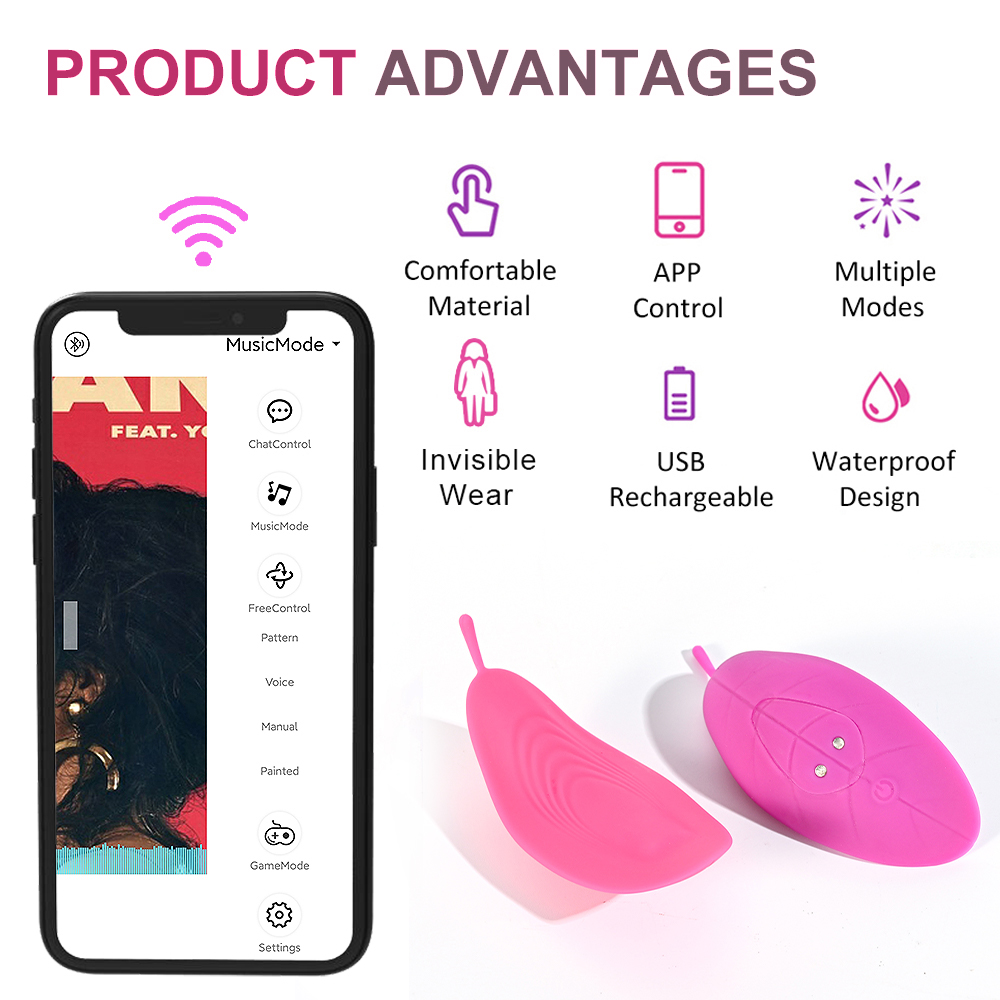 PRODUCT ADVANTAGES
Comfortable
Material
APP
Control
Multiple
Modes
Invisible
Wear
USB
Rechargeable
Waterproof
Design
MusicMode
FEAT. Y
ChatControl
MusicMode
FreeControl
Pattern
Voice
Manual
Painted
GameMode
Settings